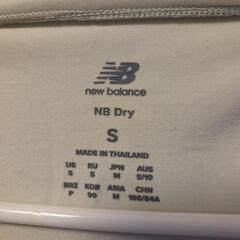 NB
new balance
NB Dry
S
MADE IN THAILAND
US EU JPN AUS
S S M S/10
BRZ KOR ASIA CHN
P 90 M 160/84A